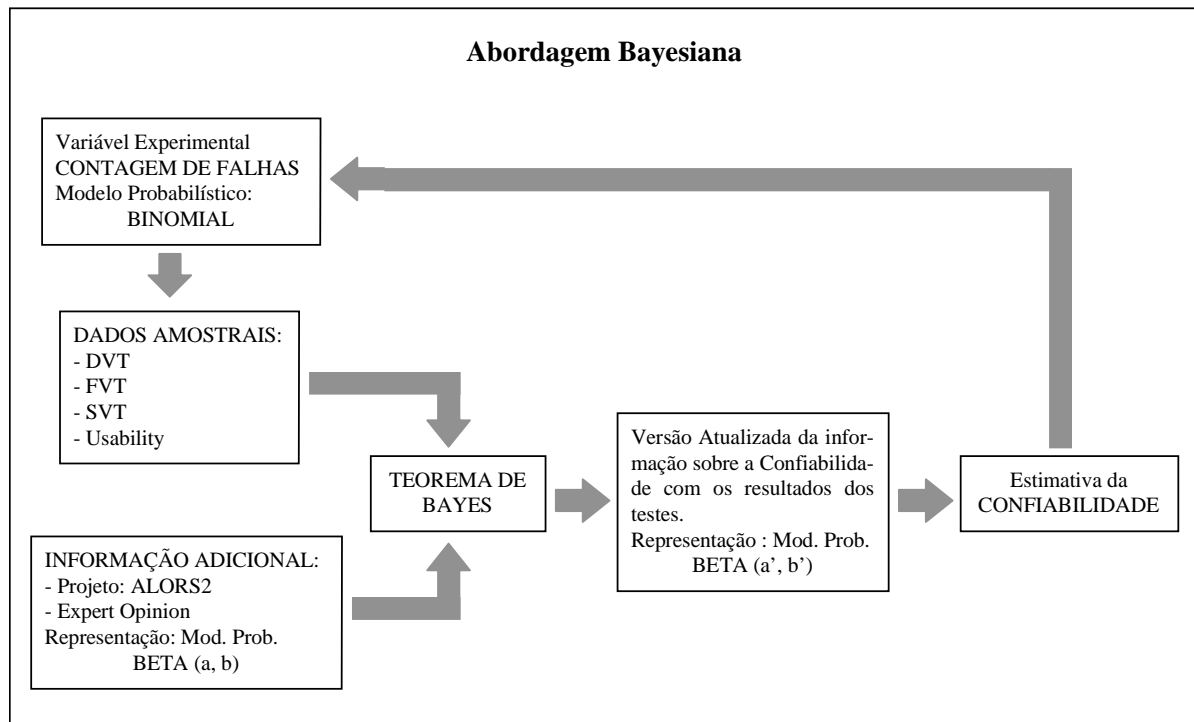 Abordagem Bayesiana
Variável Experimental
CONTAGEM DE FALHAS
Modelo Probabilístico:
BINOMIAL
DADOS AMOSTRAIS:
- DVT
- FVT
- SVT
- Usability
INFORMAÇÃO ADICIONAL:
- Projeto: ALORS2
- Expert Opinion
Representação: Mod. Prob.
BETA (a, b)
TEOREMA DE
BAYES
Versão Atualizada da infor-
mação sobre a Confiabilida-
de com os resultados dos
testes.
Representação : Mod. Prob.
BETA (a’, b’)
Estimativa da
CONFIABILIDADE